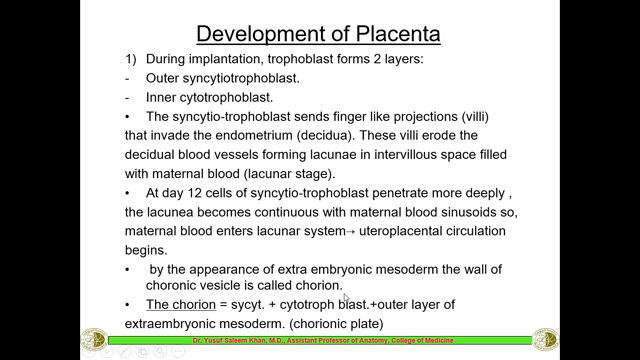 Development of Placenta
1) During implantation, trophoblast forms 2 layers:
- Outer syncytiotrophoblast.
- Inner cytotrophoblast.
• The syncytio-trophoblast sends finger like projections (villi)
that invade the endometrium (decidua). These villi erode the
decidual blood vessels forming lacunae in intervillous space filled
with maternal blood (lacunar stage).
• At day 12 cells of syncytio-trophoblast penetrate more deeply ,
the lacunea becomes continuous with maternal blood sinusoids so,
maternal blood enters lacunar system→ uteroplacental circulation
begins.
• by the appearance of extra embryonic mesoderm the wall of
choronic vesicle is called chorion.
• The chorion = sycyt. + cytotroph blast.+outer layer of
extraembryonic mesoderm. (chorionic plate)
Dr. Yusuf Saleem Khan, M.D., Assistant Professor of Anatomy, College of Medicine